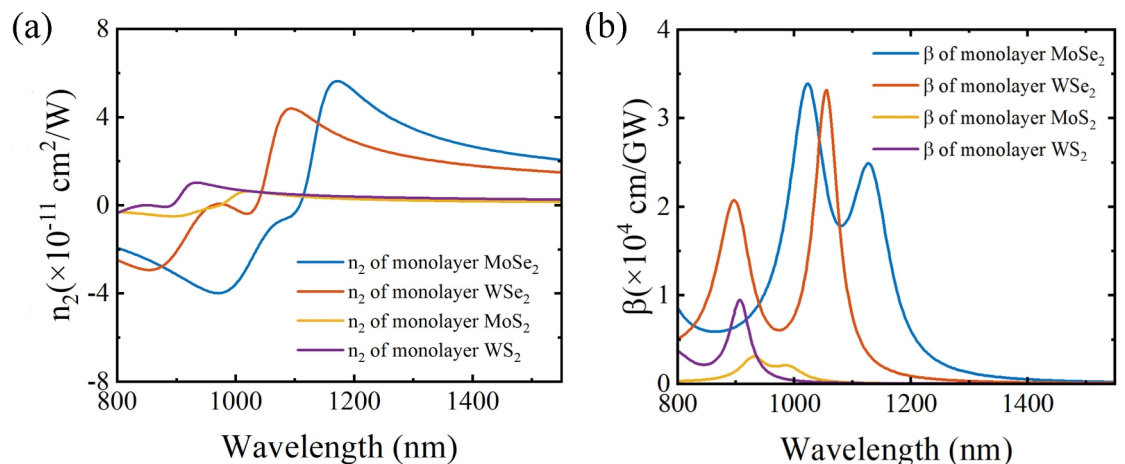 (a)
8
4
0
-4
-8
n₂(×10⁻¹¹ cm²/W)
n₂ of monolayer MoSe₂
n₂ of monolayer WSe₂
n₂ of monolayer MoS₂
n₂ of monolayer WS₂
800 1000 1200 1400
Wavelength (nm)
(b)
4
3
2
1
0
β(×10⁴ cm/GW)
β of monolayer MoSe₂
β of monolayer WSe₂
β of monolayer MoS₂
β of monolayer WS₂
800 1000 1200 1400
Wavelength (nm)